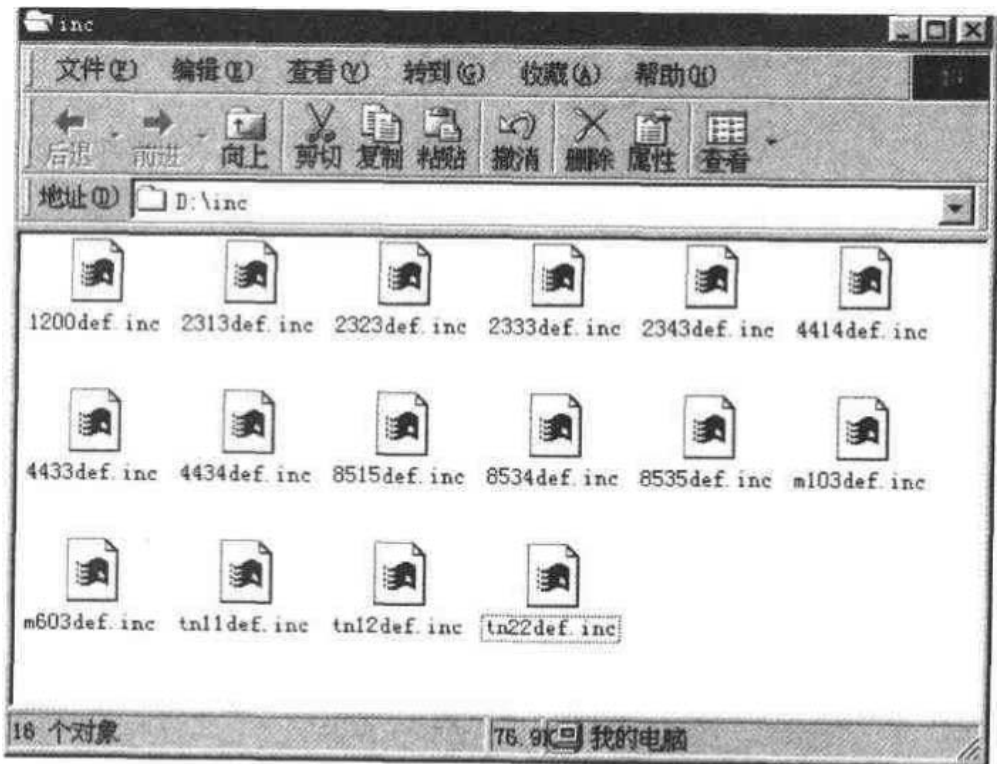 inc
文件(F) 编辑(E) 查看(V) 转到(G) 收藏(A) 帮助(H)
后退 前进 向上 剪切 复制 粘贴 撤消 删除 属性 查看
地址(D) D:\inc
1200def.inc 2313def.inc 2323def.inc 2333def.inc 2343def.inc 4414def.inc
4433def.inc 4434def.inc 8515def.inc 8534def.inc 8535def.inc m103def.inc
m603def.inc tn11def.inc tn12def.inc tn22def.inc
16 个对象 76.9K 我的电脑